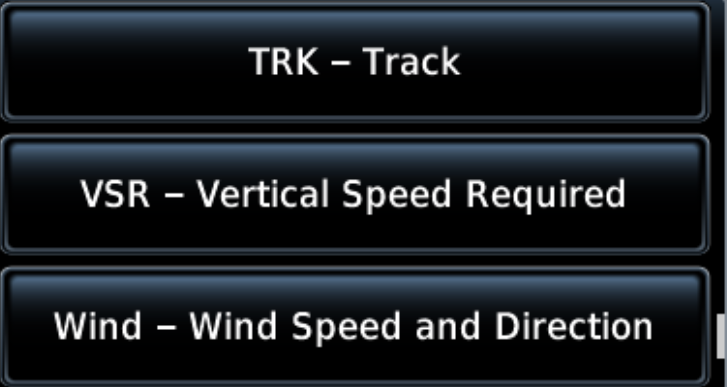 TRK – Track
VSR – Vertical Speed Required
Wind – Wind Speed and Direction